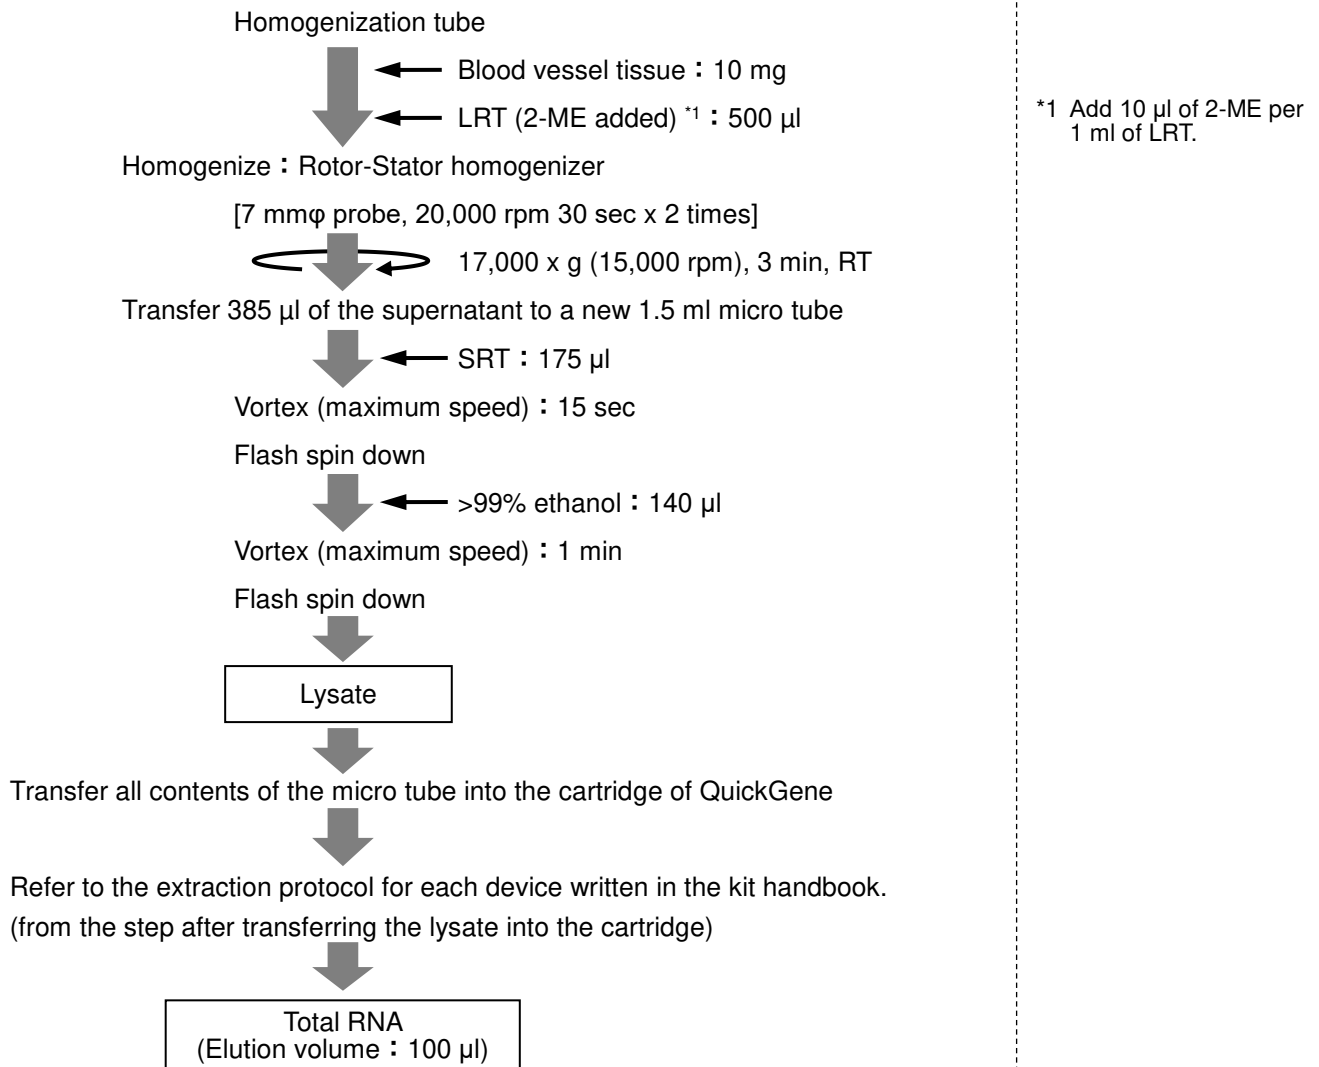 Homogenization tube
Blood vessel tissue：10 mg
LRT (2-ME added) *1：500 µl
*1 Add 10 µl of 2-ME per
1 ml of LRT.
Homogenize：Rotor-Stator homogenizer
[7 mmφ probe, 20,000 rpm 30 sec x 2 times]
17,000 x g (15,000 rpm), 3 min, RT
Transfer 385 µl of the supernatant to a new 1.5 ml micro tube
SRT：175 µl
Vortex (maximum speed)：15 sec
Flash spin down
>99% ethanol：140 µl
Vortex (maximum speed)：1 min
Flash spin down
Lysate
Transfer all contents of the micro tube into the cartridge of QuickGene
Refer to the extraction protocol for each device written in the kit handbook.
(from the step after transferring the lysate into the cartridge)
Total RNA
(Elution volume：100 µl)